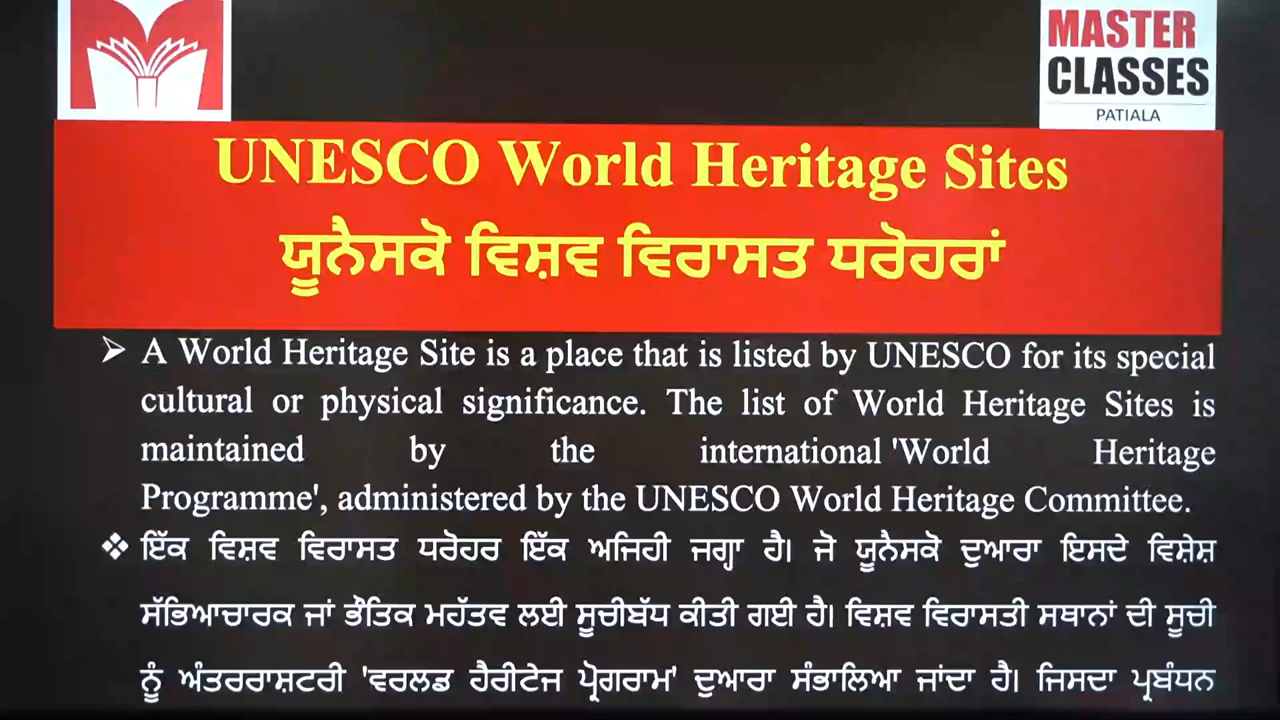 MASTER
CLASSES
PATIALA
UNESCO World Heritage Sites
ਯੂਨੈਸਕੋ ਵਿਸ਼ਵ ਵਿਰਾਸਤ ਧਰੋਹਰਾਂ
➢ A World Heritage Site is a place that is listed by UNESCO for its special
cultural or physical significance. The list of World Heritage Sites is
maintained by the international 'World Heritage
Programme', administered by the UNESCO World Heritage Committee.
❖ ਇੱਕ ਵਿਸ਼ਵ ਵਿਰਾਸਤ ਧਰੋਹਰ ਇੱਕ ਅਜਿਹੀ ਜਗ੍ਹਾ ਹੈ। ਜੋ ਯੂਨੈਸਕੋ ਦੁਆਰਾ ਇਸਦੇ ਵਿਸ਼ੇਸ਼
ਸੱਭਿਆਚਾਰਕ ਜਾਂ ਭੌਤਿਕ ਮਹੱਤਵ ਲਈ ਸੂਚੀਬੱਧ ਕੀਤੀ ਗਈ ਹੈ। ਵਿਸ਼ਵ ਵਿਰਾਸਤੀ ਸਥਾਨਾਂ ਦੀ ਸੂਚੀ
ਨੂੰ ਅੰਤਰਰਾਸ਼ਟਰੀ 'ਵਰਲਡ ਹੈਰੀਟੇਜ ਪ੍ਰੋਗਰਾਮ' ਦੁਆਰਾ ਸੰਭਾਲਿਆ ਜਾਂਦਾ ਹੈ। ਜਿਸਦਾ ਪ੍ਰਬੰਧਨ